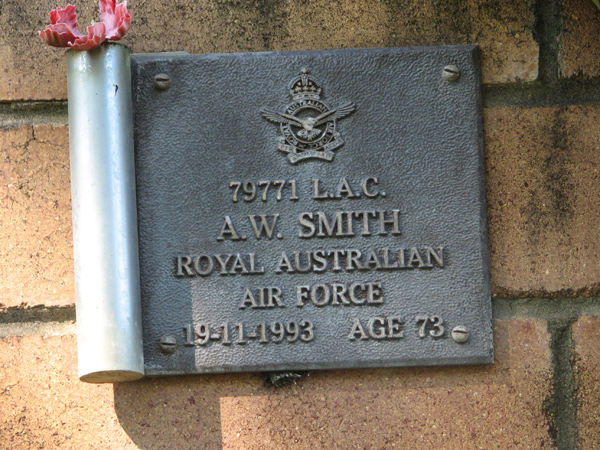 79771 L.A.C.
A.W. SMITH
ROYAL AUSTRALIAN
AIR FORCE
19-11-1993 AGE 73